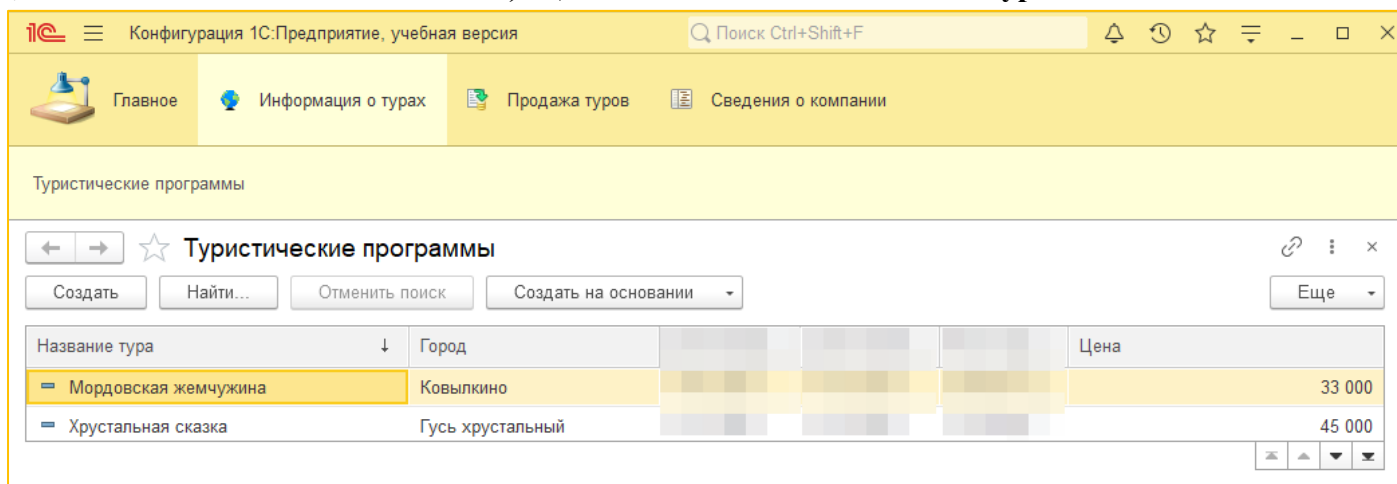 1С Конфигурация 1С:Предприятие, учебная версия Поиск Ctrl+Shift+F
Главное Информация о турах Продажа туров Сведения о компании
Туристические программы
Туристические программы
Создать Найти... Отменить поиск Создать на основании Еще
Название тура Город Цена
Мордовская жемчужина Ковылкино 33 000
Хрустальная сказка Гусь хрустальный 45 000